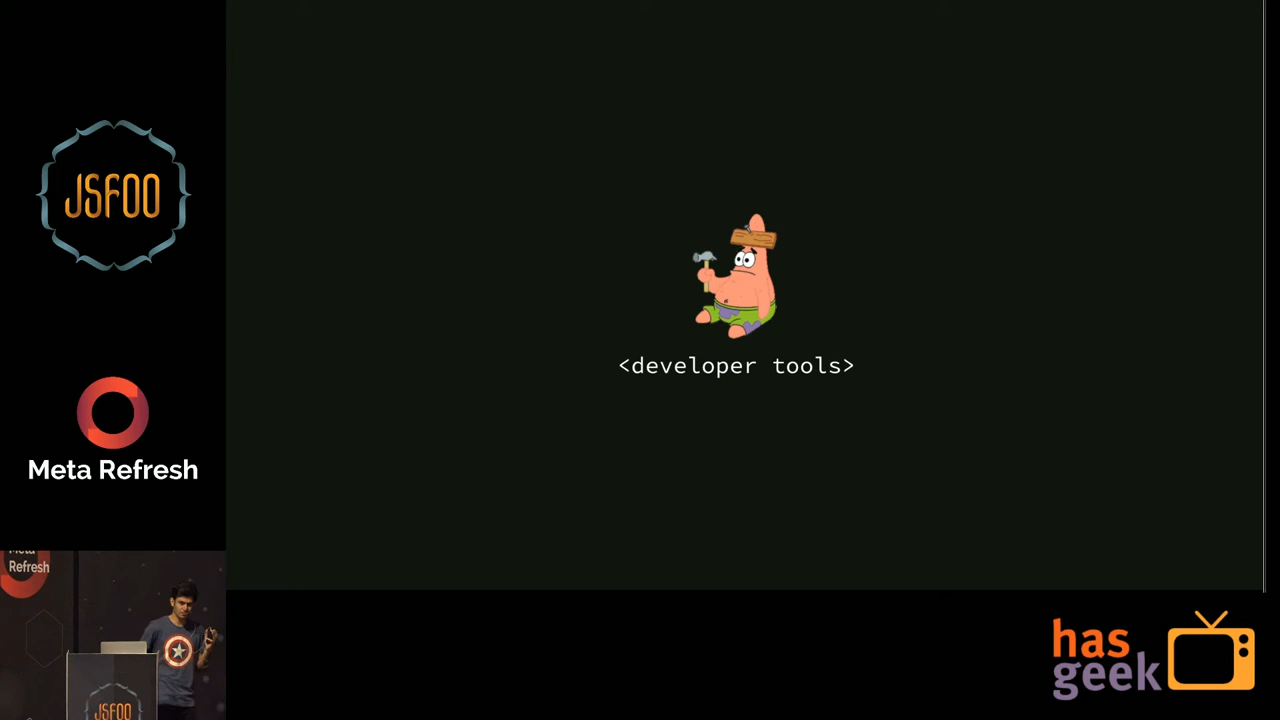 JSFOO
Meta Refresh
<developer tools>
Meta
Refresh
JSFOO
has
geek